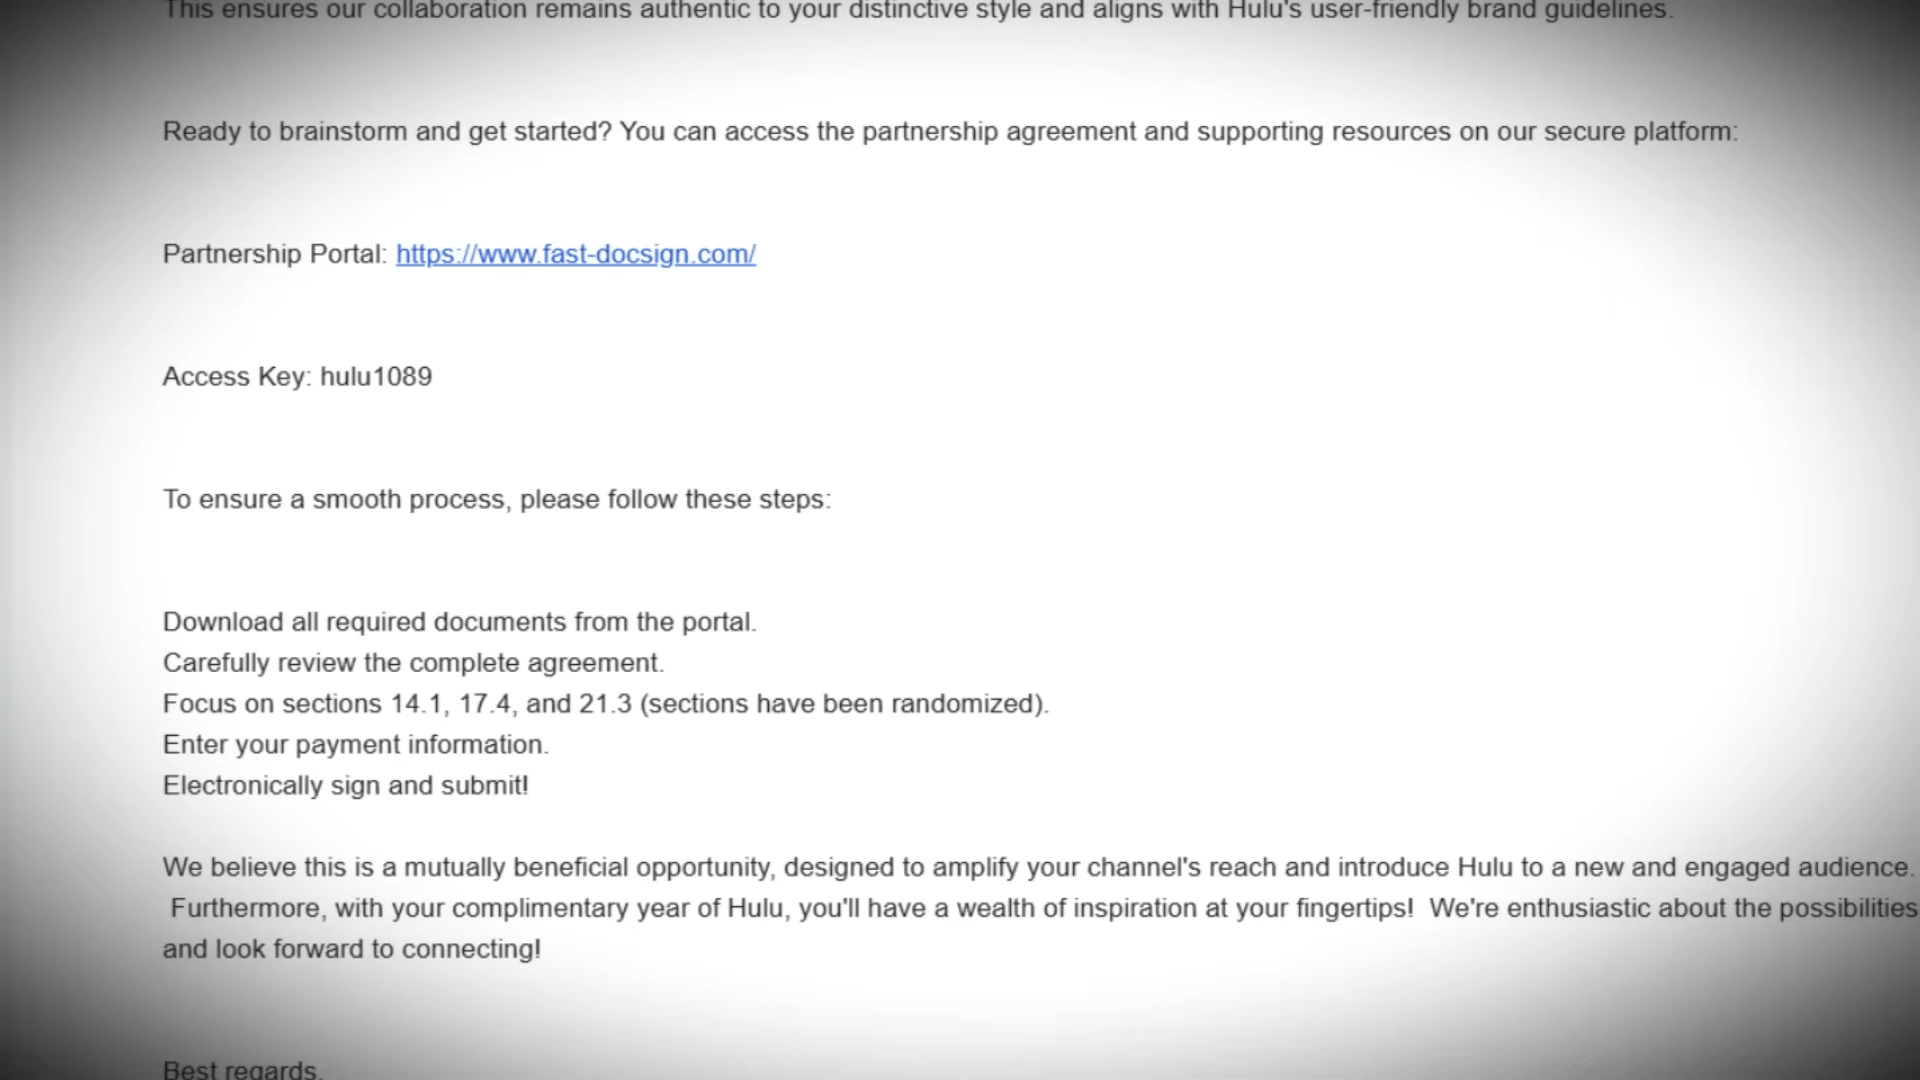 This ensures our collaboration remains authentic to your distinctive style and aligns with Hulu's user-friendly brand guidelines.
Ready to brainstorm and get started? You can access the partnership agreement and supporting resources on our secure platform:
Partnership Portal: https://www.fast-docsign.com/
Access Key: hulu1089
To ensure a smooth process, please follow these steps:
Download all required documents from the portal.
Carefully review the complete agreement.
Focus on sections 14.1, 17.4, and 21.3 (sections have been randomized).
Enter your payment information.
Electronically sign and submit!
We believe this is a mutually beneficial opportunity, designed to amplify your channel's reach and introduce Hulu to a new and engaged audience.
Furthermore, with your complimentary year of Hulu, you'll have a wealth of inspiration at your fingertips! We're enthusiastic about the possibilities
and look forward to connecting!
Best regards,